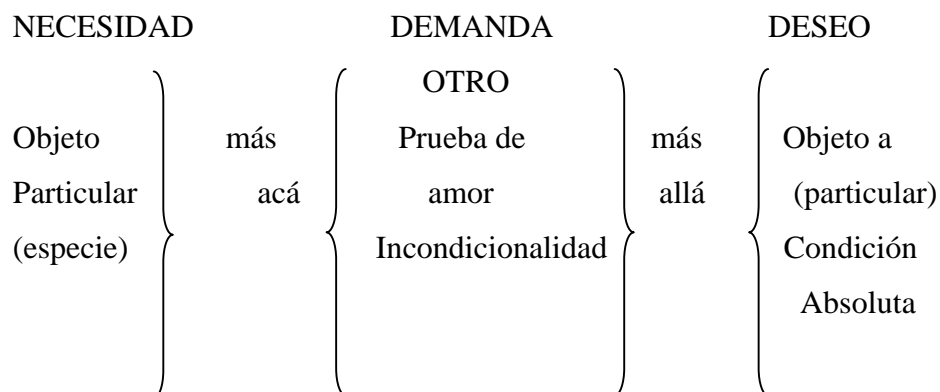 NECESIDAD DEMANDA DESEO
OTRO
Objeto más Prueba de más Objeto a
Particular acá amor allá (particular)
(especie) Incondicionalidad Condición
Absoluta